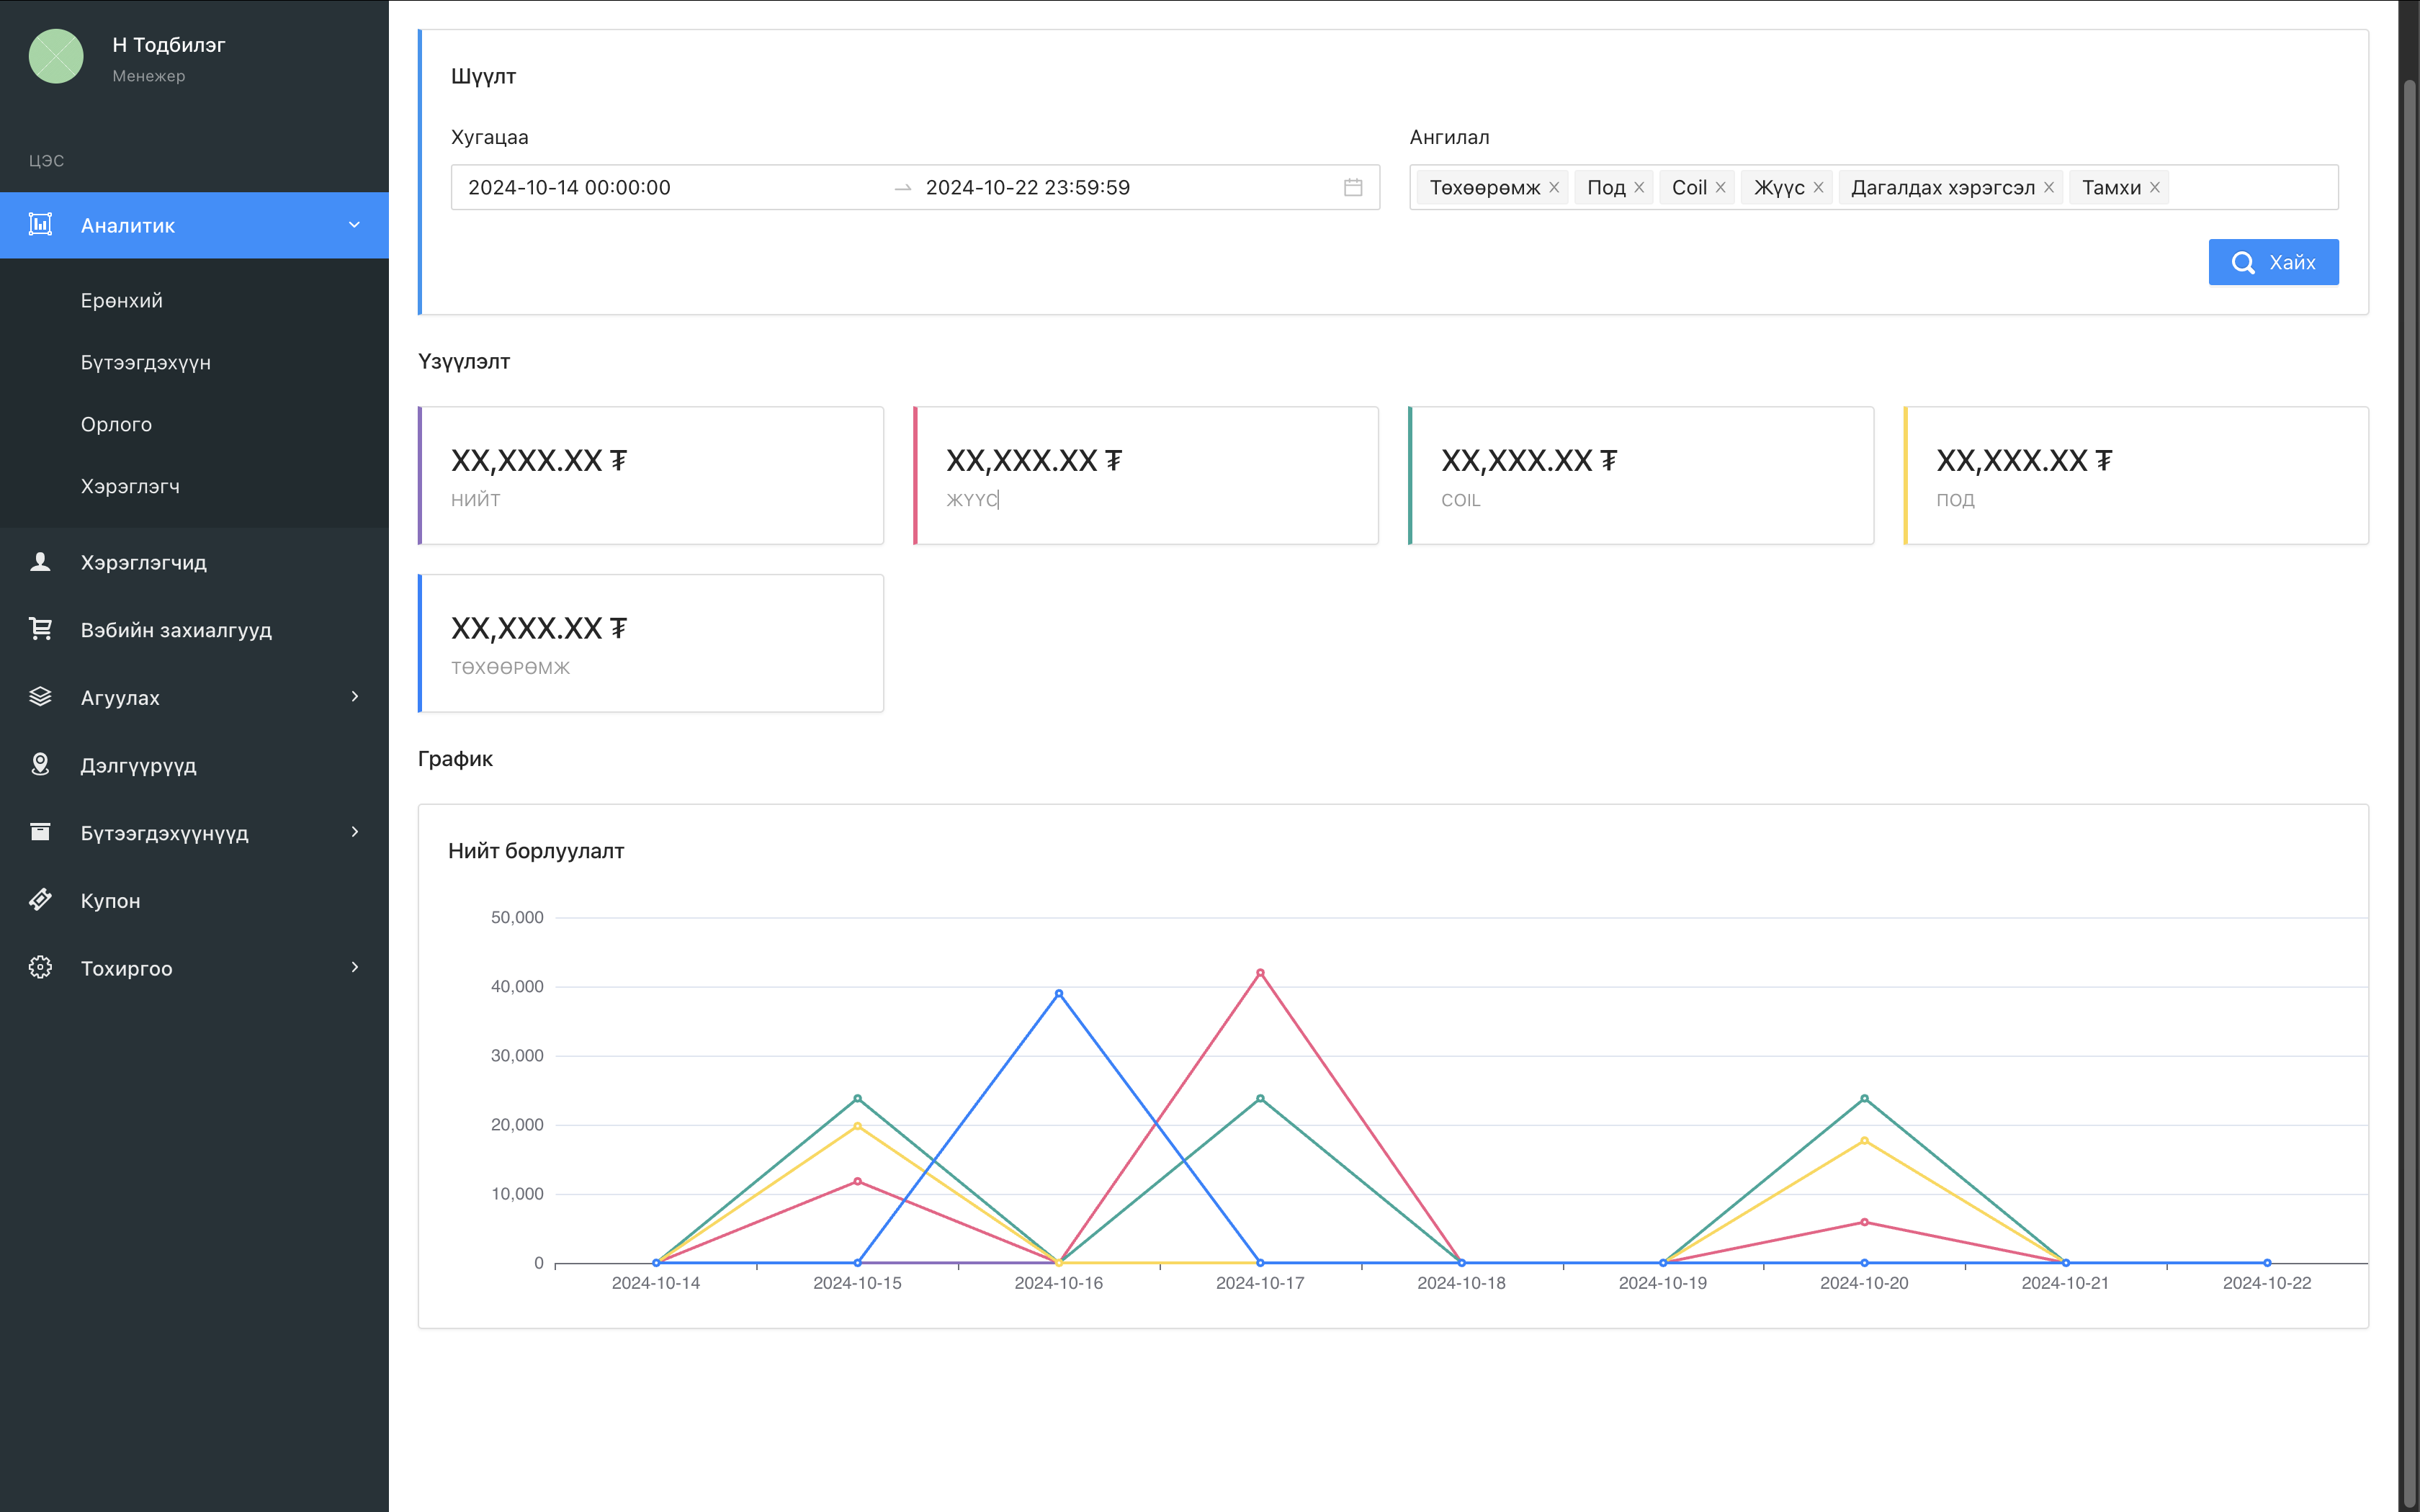 Н Тодбилэг
Менежер
ЦЭС
Аналитик
Ерөнхий
Бүтээгдэхүүн
Орлого
Хэрэглэгч
Хэрэглэгчид
Вэбийн захиалгууд
Агуулах
Дэлгүүрүүд
Бүтээгдэхүүнүүд
Купон
Тохиргоо
Шүүлт
Хугацаа
2024-10-14 00:00:00 → 2024-10-22 23:59:59
Ангилал
Төхөөрөмж × Под × Coil × Жүүс × Дагалдах хэрэгсэл × Тамхи ×
Хайх
Үзүүлэлт
XX,XXX.XX ₮
НИЙТ
XX,XXX.XX ₮
ЖҮҮС
XX,XXX.XX ₮
COIL
XX,XXX.XX ₮
ПОД
XX,XXX.XX ₮
ТӨХӨӨРӨМЖ
График
Нийт борлуулалт
50,000
40,000
30,000
20,000
10,000
0
2024-10-14 2024-10-15 2024-10-16 2024-10-17 2024-10-18 2024-10-19 2024-10-20 2024-10-21 2024-10-22